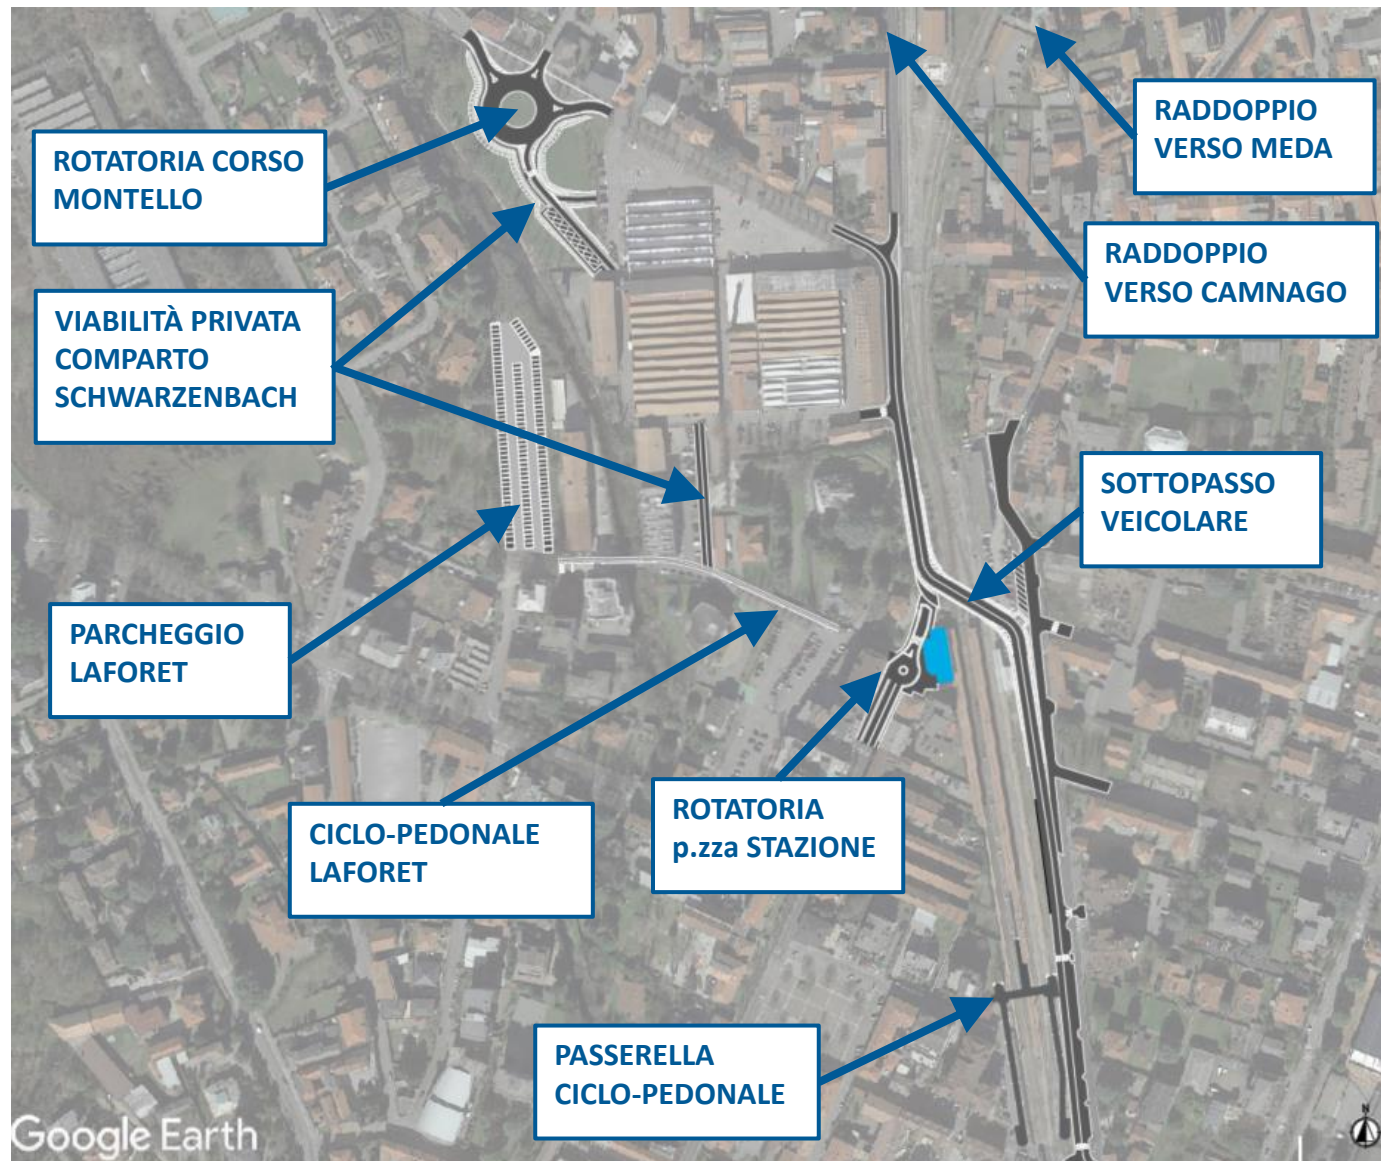 RADDOPPIO
VERSO MEDA
ROTATORIA CORSO
MONTELLO
RADDOPPIO
VERSO CAMNAGO
VIABILITÀ PRIVATA
COMPARTO
SCHWARZENBACH
SOTTOPASSO
VEICOLARE
PARCHEGGIO
LAFORET
CICLO-PEDONALE
LAFORET
ROTATORIA
p.zza STAZIONE
PASSERELLA
CICLO-PEDONALE
Google Earth
N